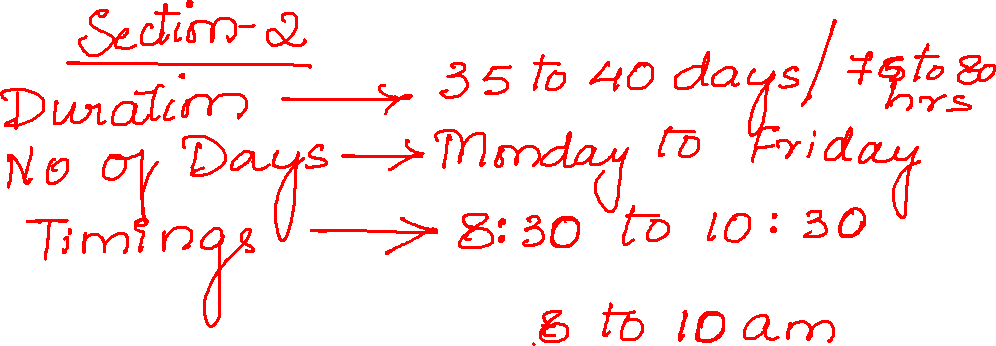 Section-2
Duration → 35 to 40 days/75 to 80 hrs
No of Days → Monday to Friday
Timings → 8:30 to 10:30
8 to 10 am